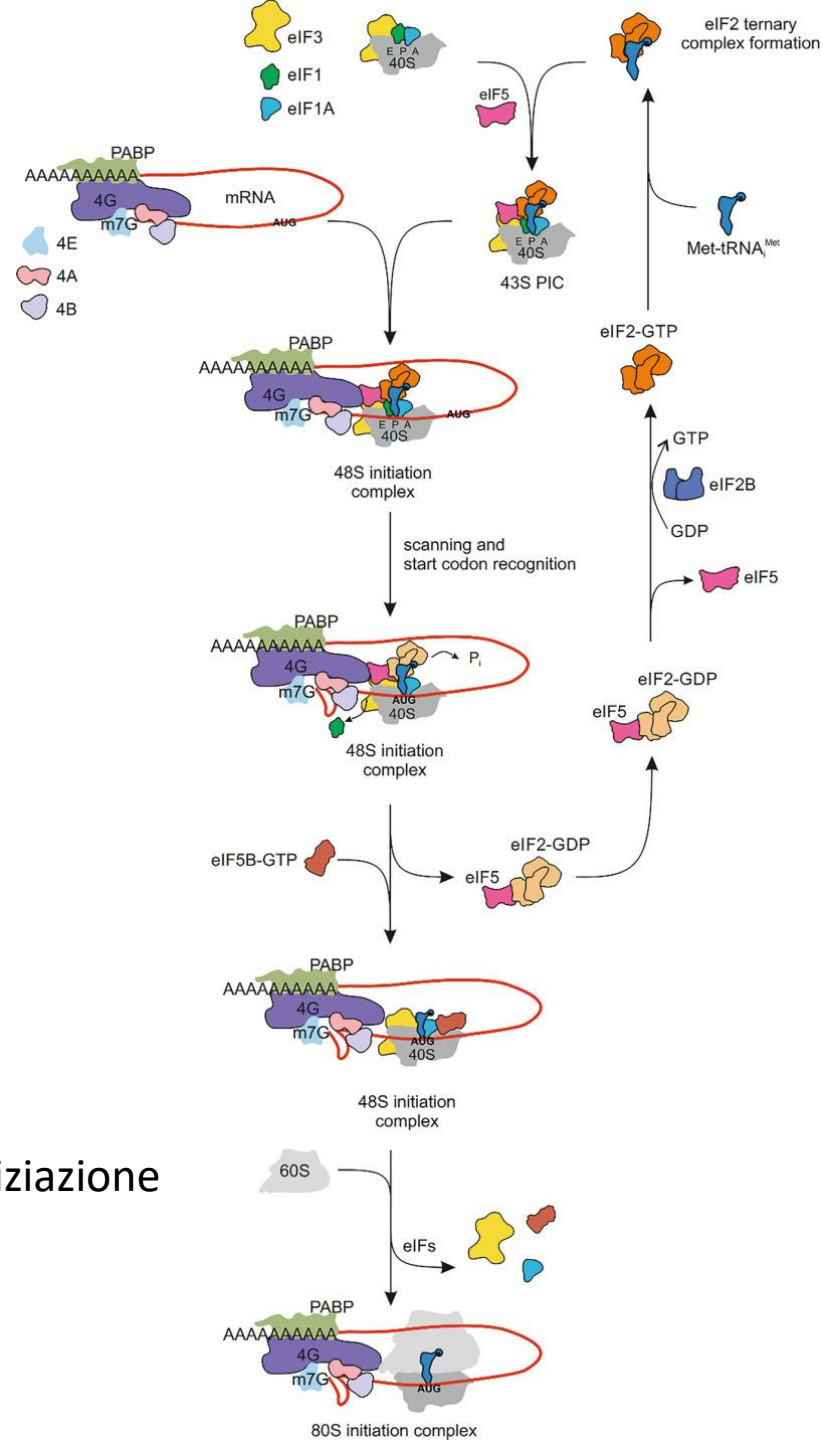 eIF3
eIF1
eIF1A
E P A
40S
eIF2 ternary
complex formation
eIF5
PABP
AAAAAAAAAA
4G
mRNA
m7G
AUG
4E
4A
4B
E P A
40S
43S PIC
Met-tRNAiMet
eIF2-GTP
PABP
AAAAAAAAAA
4G
m7G
E P A
40S
AUG
48S initiation
complex
GTP
eIF2B
GDP
eIF5
scanning and
start codon recognition
PABP
AAAAAAAAAA
4G
m7G
Pi
AUG
40S
48S initiation
complex
eIF2-GDP
eIF5
eIF5B-GTP
eIF2-GDP
eIF5
PABP
AAAAAAAAAA
4G
m7G
AUG
40S
48S initiation
complex
iziazione
60S
eIFs
PABP
AAAAAAAAAA
4G
m7G
AUG
80S initiation complex